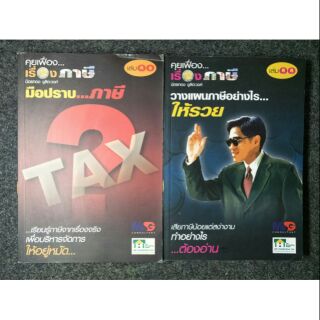 คุยเฟื่อง...
เรื่องภาษี
มือปราบ....ภาษี
TAX
...เรียนรู้ภาษีจากเรื่องจริง
เพื่อบริหารจัดการ
ให้อยู่หมัด...
คุยเฟื่อง...
เรื่องภาษี
วางแผนภาษีอย่างไร...
ให้รวย
เสียภาษีน้อยแต่สง่างาม
ทำอย่างไร
...ต้องอ่าน